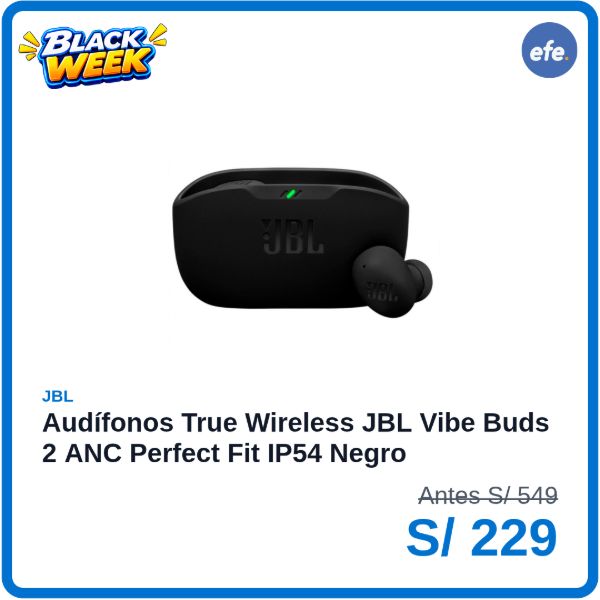 BLACK
WEEK
efe.
JBL
JBL
JBL
Audífonos True Wireless JBL Vibe Buds
2 ANC Perfect Fit IP54 Negro
Antes S/ 549
S/ 229